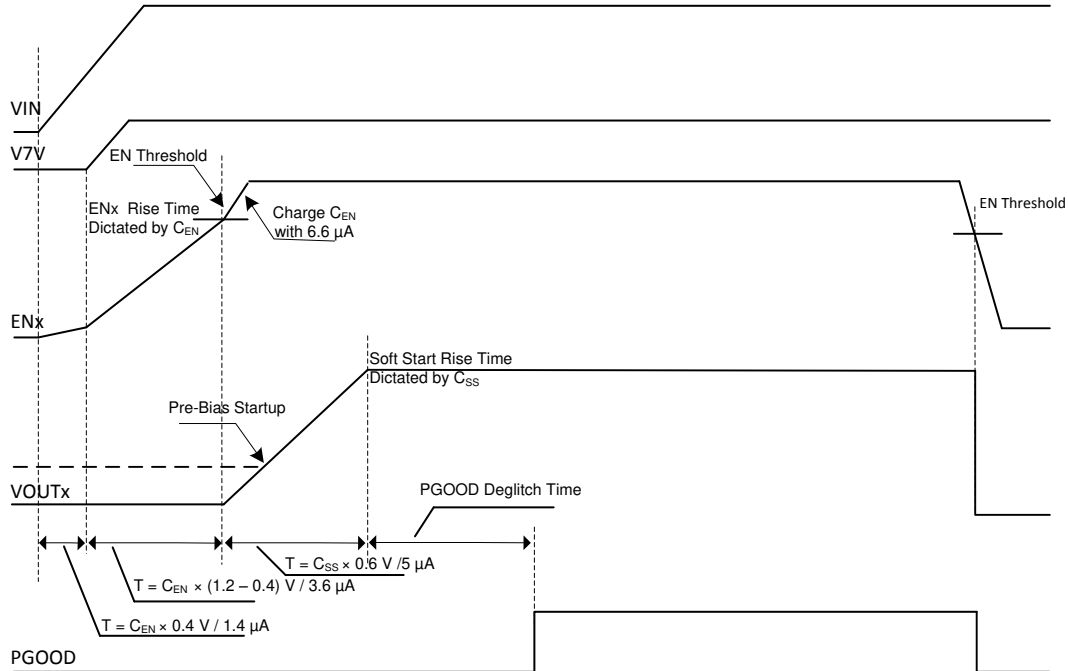 VIN
V7V
EN Threshold
ENx Rise Time
Dictated by CEN
Charge CEN
with 6.6 µA
EN Threshold
ENx
Soft Start Rise Time
Dictated by CSS
Pre-Bias Startup
VOUTx
PGOOD Deglitch Time
T = CSS × 0.6 V /5 µA
T = CEN × (1.2 – 0.4) V / 3.6 µA
T = CEN × 0.4 V / 1.4 µA
PGOOD